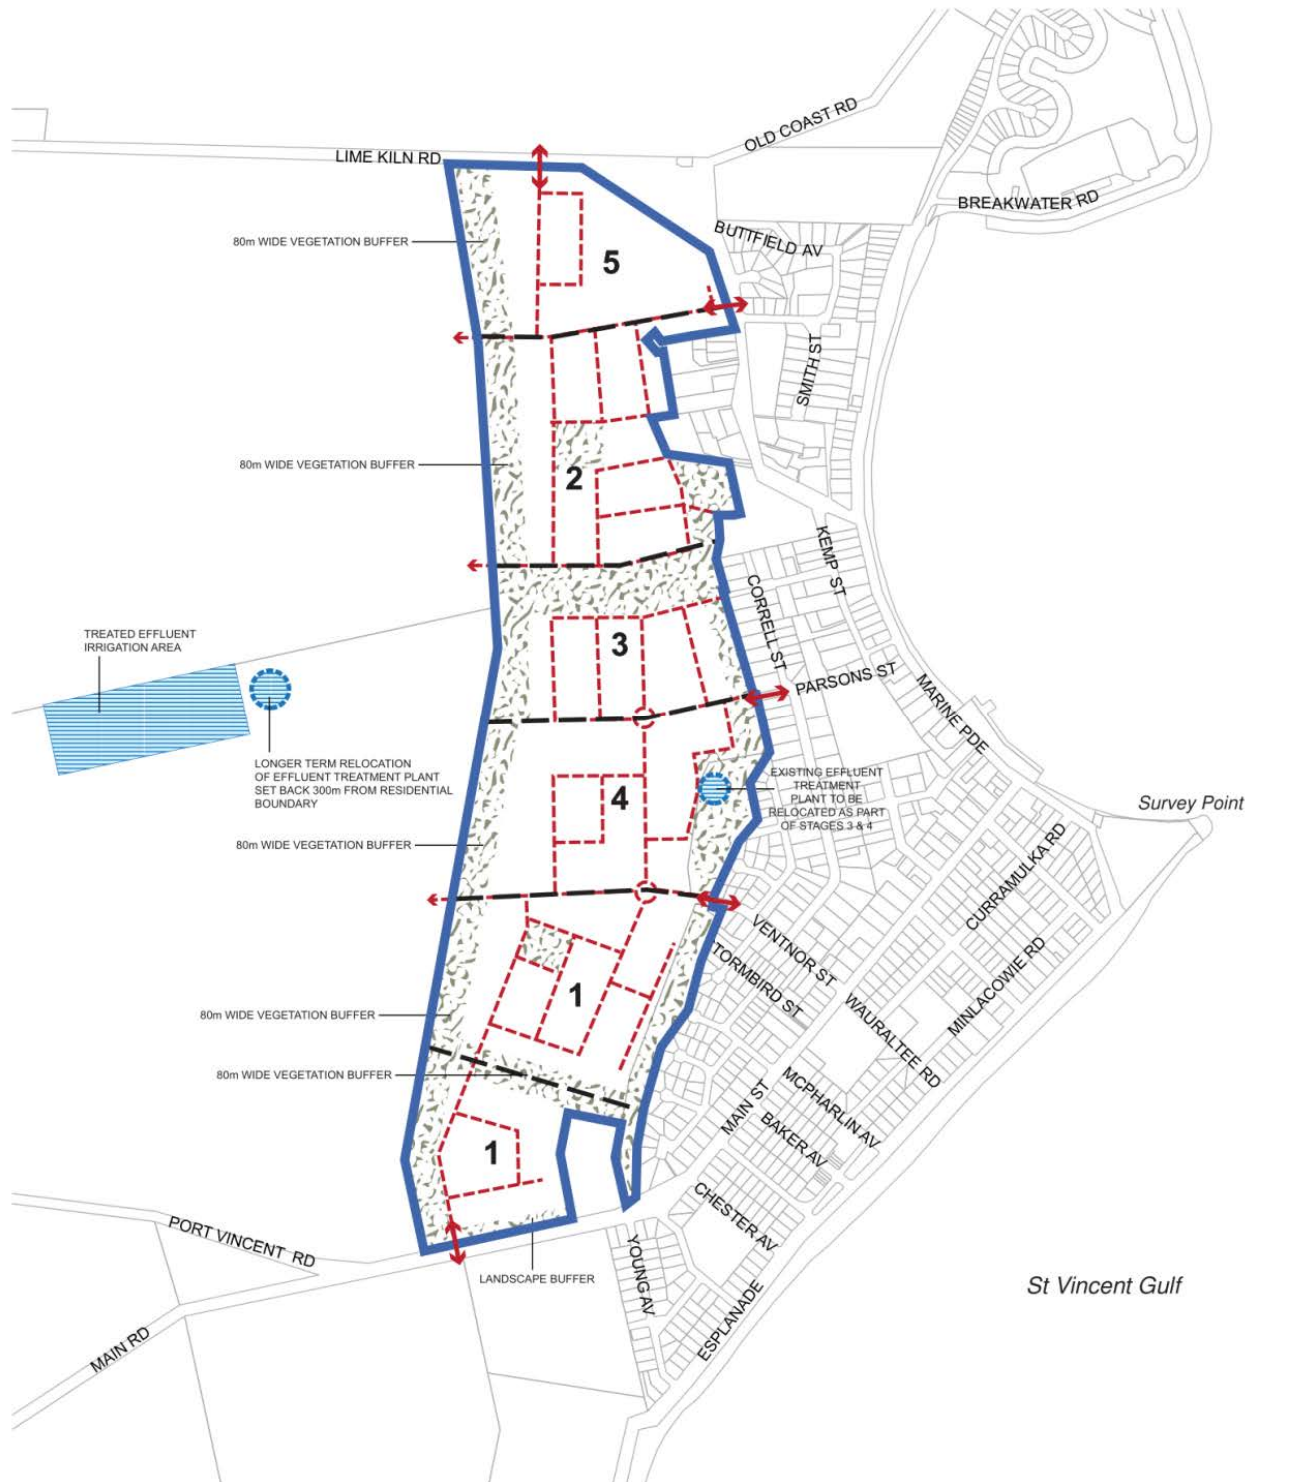 OLD COAST RD
LIME KILN RD
BREAKWATER RD
BUTTFIELD AV
80m WIDE VEGETATION BUFFER
5
SMITH ST
80m WIDE VEGETATION BUFFER
2
KEMP ST
CORRELL ST
TREATED EFFLUENT
IRRIGATION AREA
3
PARSONS ST
MARINE PDE
LONGER TERM RELOCATION
OF EFFLUENT TREATMENT PLANT
SET BACK 300m FROM RESIDENTIAL
BOUNDARY
4
EXISTING EFFLUENT
TREATMENT
PLANT TO BE
RELOCATED AS PART
OF STAGES 3 & 4
Survey Point
80m WIDE VEGETATION BUFFER
CURRAMULKA RD
VENTNOR ST
TORMBIRD ST
MINLACOWIE RD
1
80m WIDE VEGETATION BUFFER
WAURALTEE RD
80m WIDE VEGETATION BUFFER
MAIN ST
MCPHARLIN AV
BAKER AV
1
CHESTER AV
PORT VINCENT RD
YOUNG AV
LANDSCAPE BUFFER
ESPLANADE
St Vincent Gulf
MAIN RD